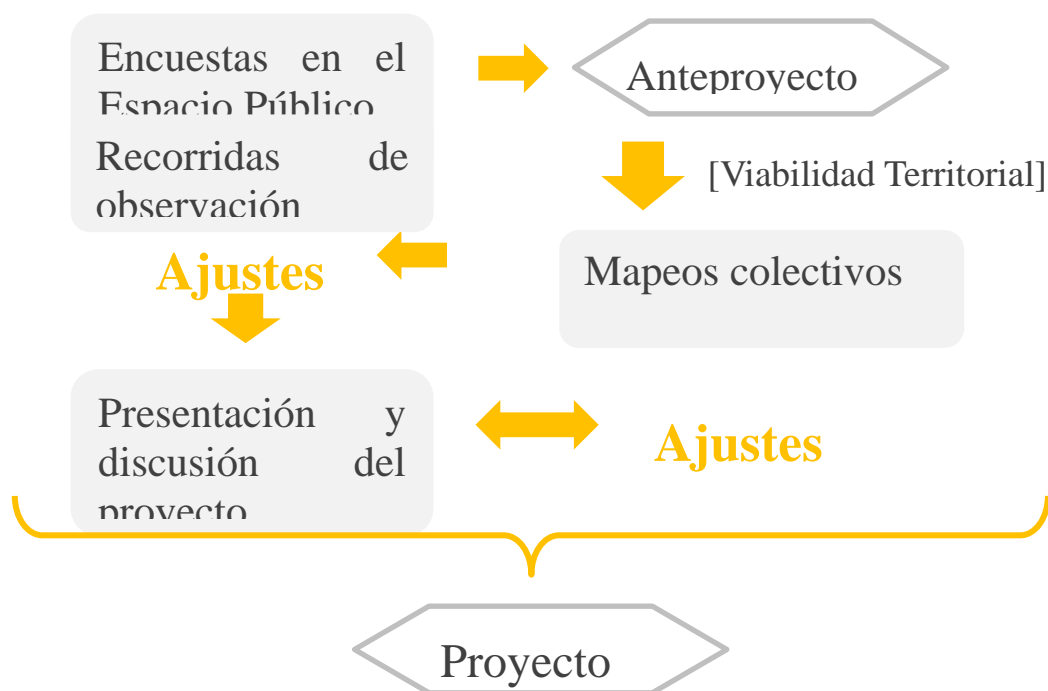 Encuestas en el
Espacio Público
Recorridas de
observación
Anteproyecto
[Viabilidad Territorial]
Mapeos colectivos
Ajustes
Presentación y
discusión del
proyecto
Ajustes
Proyecto